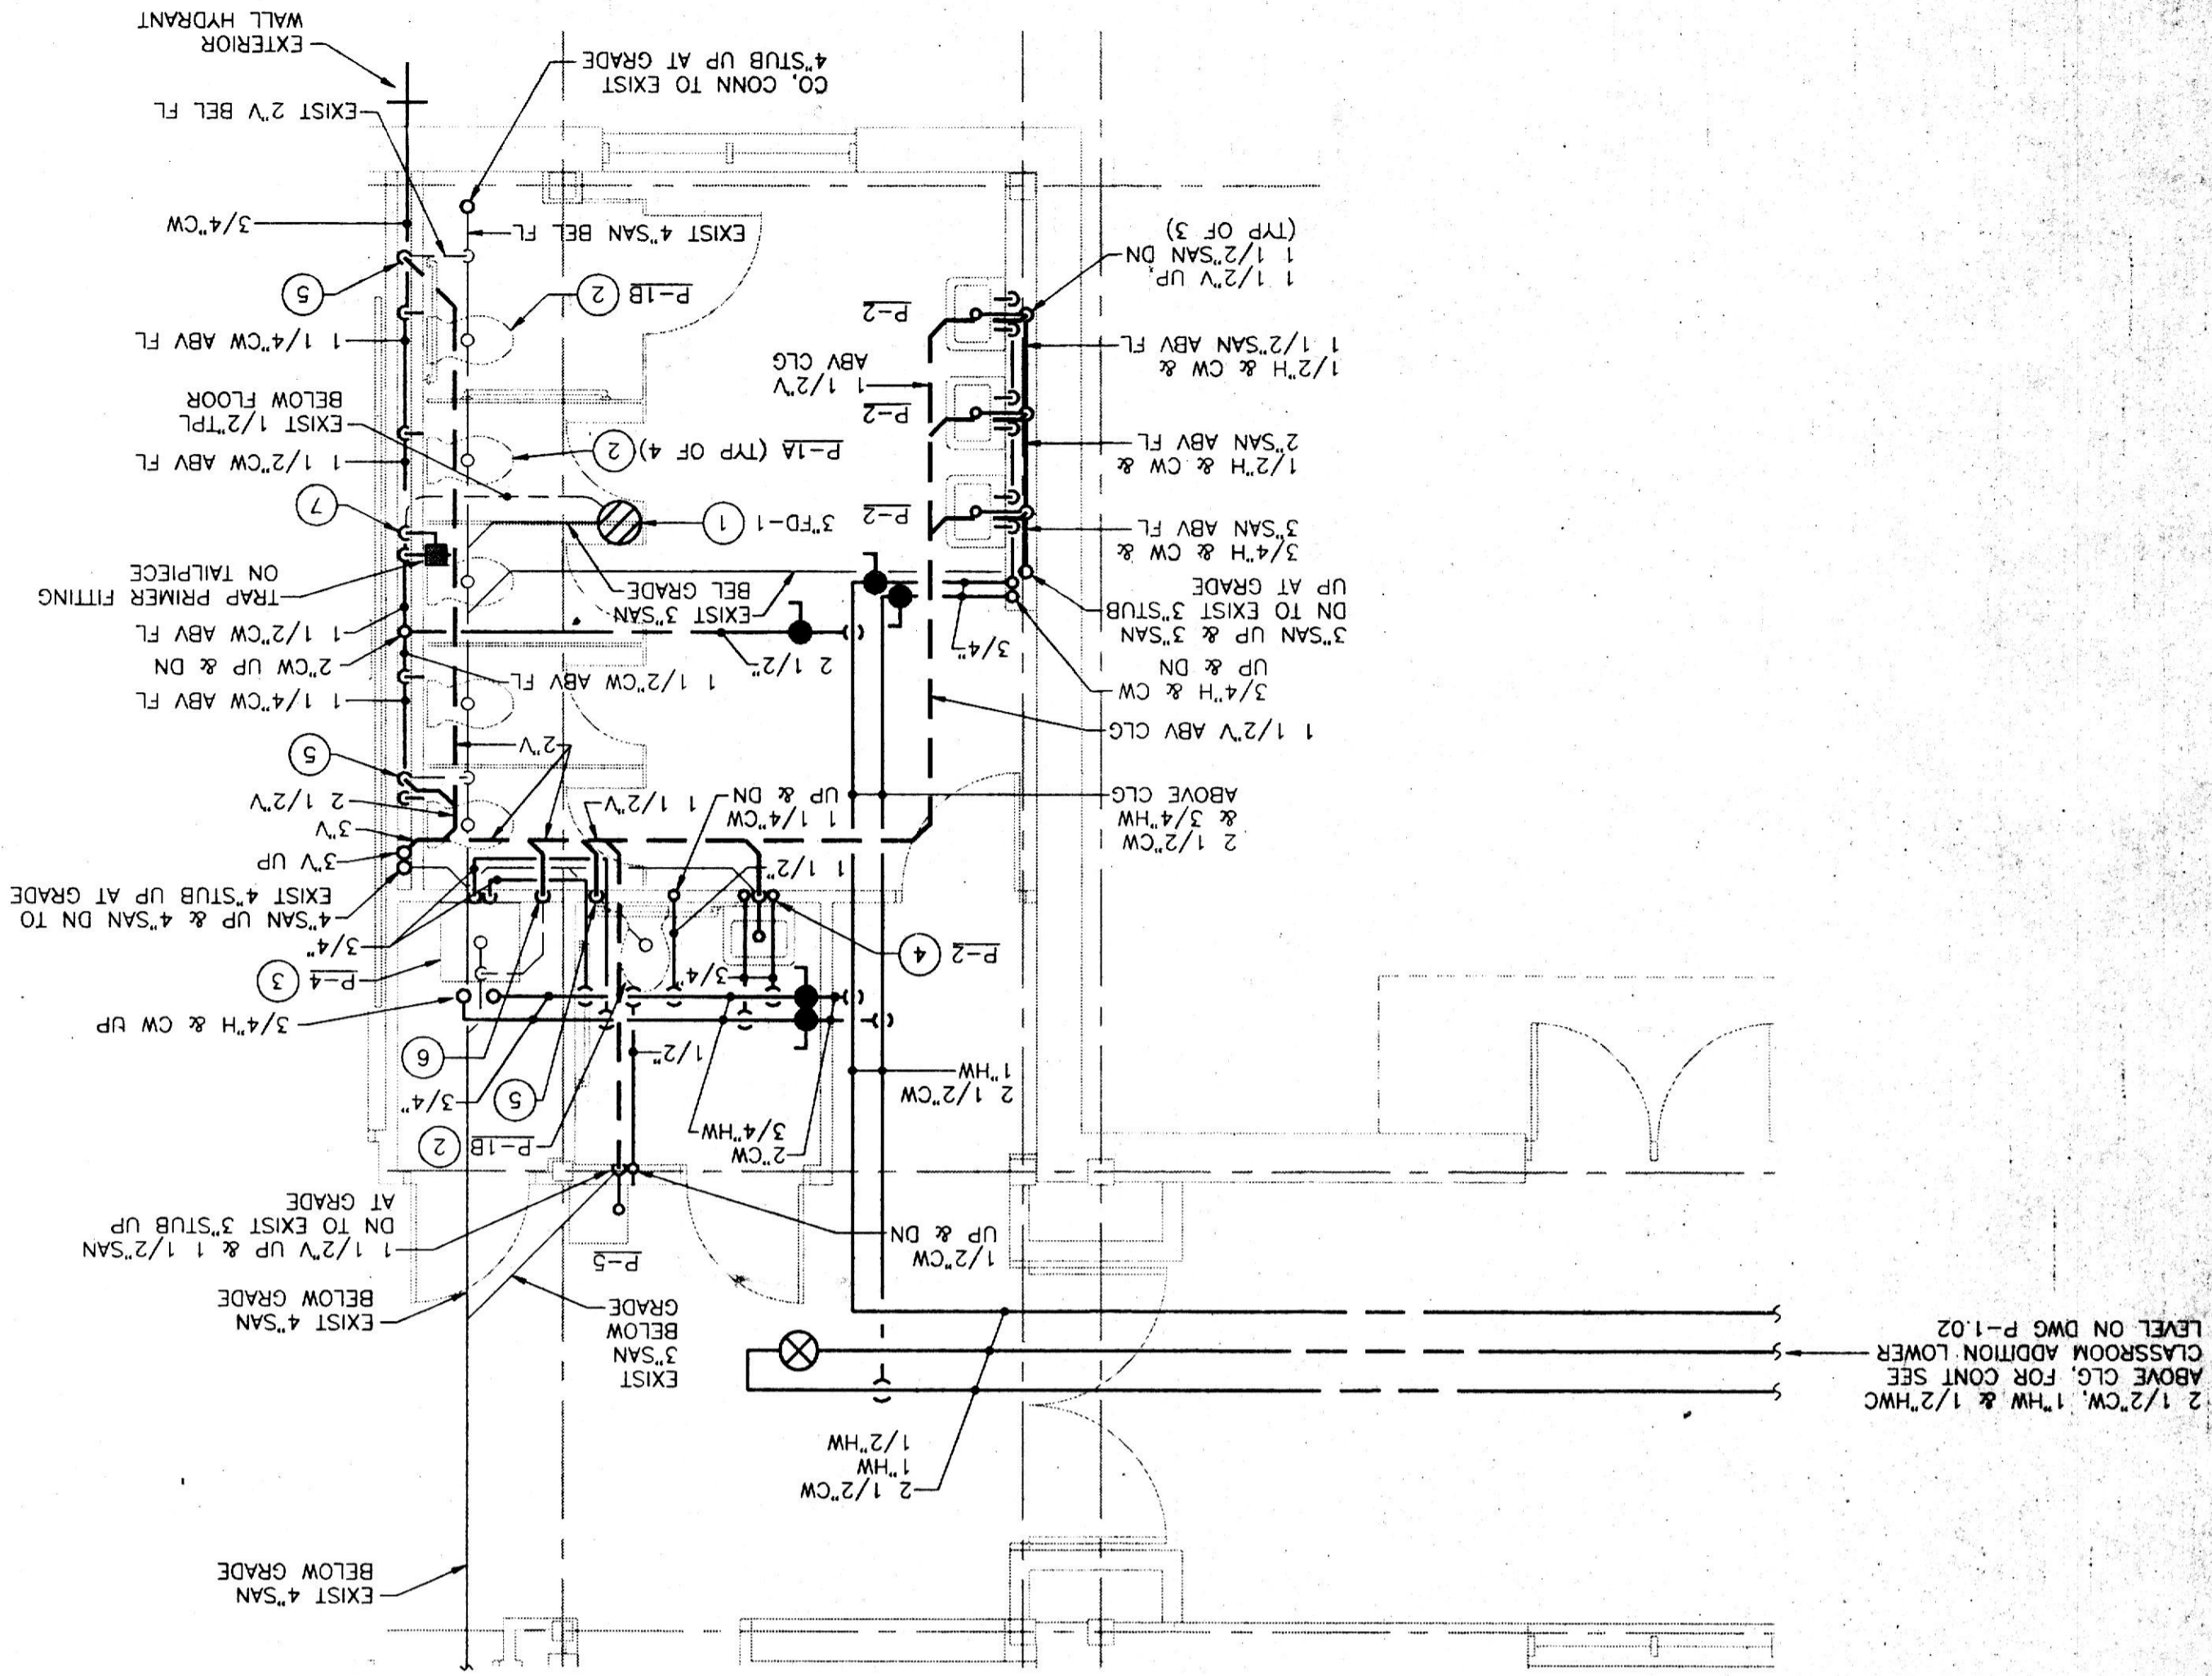 EXIST 4"SAN
BELOW GRADE
2 1/2"CW
1"HW
1/2"HW
2 1/2"CW, 1"HW & 1/2"HWC
ABOVE CLG, FOR CONT SEE
CLASSROOM ADDITION LOWER
LEVEL ON DWG P-1.02
EXIST
3"SAN
BELOW
GRADE
EXIST 4"SAN
BELOW GRADE
P-5
1/2"CW
UP & DN
1 1/2"V UP & 1 1/2"SAN
DN TO EXIST 3"STUB UP
AT GRADE
2"CW
3/4"HW
P-1B
2
2 1/2"CW
1"HW
5
3/4"
6
1/2"
3/4"H & CW UP
3/4"
P-4
3
P-2
4
3/4"
4"SAN UP & 4"SAN DN TO
EXIST 4"STUB UP AT GRADE
1 1/2"
3"V UP
3"V
1 1/4"CW
UP & DN
1 1/2"V
2 1/2"V
2 1/2"CW
& 3/4"HW
ABOVE CLG
5
2"V
1 1/2"V ABV CLG
1 1/4"CW ABV FL
1 1/2"CW ABV FL
3/4"H & CW
UP & DN
3/4"
2 1/2"
2"CW UP & DN
1 1/2"CW ABV FL
3"SAN UP & 3"SAN
DN TO EXIST 3"STUB
UP AT GRADE
EXIST 3"SAN
BEL GRADE
TRAP PRIMER FITTING
ON TAILPIECE
3/4"H & CW &
3"SAN ABV FL
P-2
3"FD-1
1
7
1/2"H & CW &
2"SAN ABV FL
P-1A (TYP OF 4)
2
1 1/2"CW ABV FL
P-2
1 1/2"V
ABV CLG
EXIST 1/2"TPL
BELOW FLOOR
1/2"H & CW &
1 1/2"SAN ABV FL
1 1/4"CW ABV FL
P-2
P-1B
2
5
1 1/2"V UP,
1 1/2"SAN DN
(TYP OF 3)
EXIST 4"SAN BEL FL
3/4"CW
EXIST 2"V BEL FL
CO, CONN TO EXIST
4"STUB UP AT GRADE
EXTERIOR
WALL HYDRANT